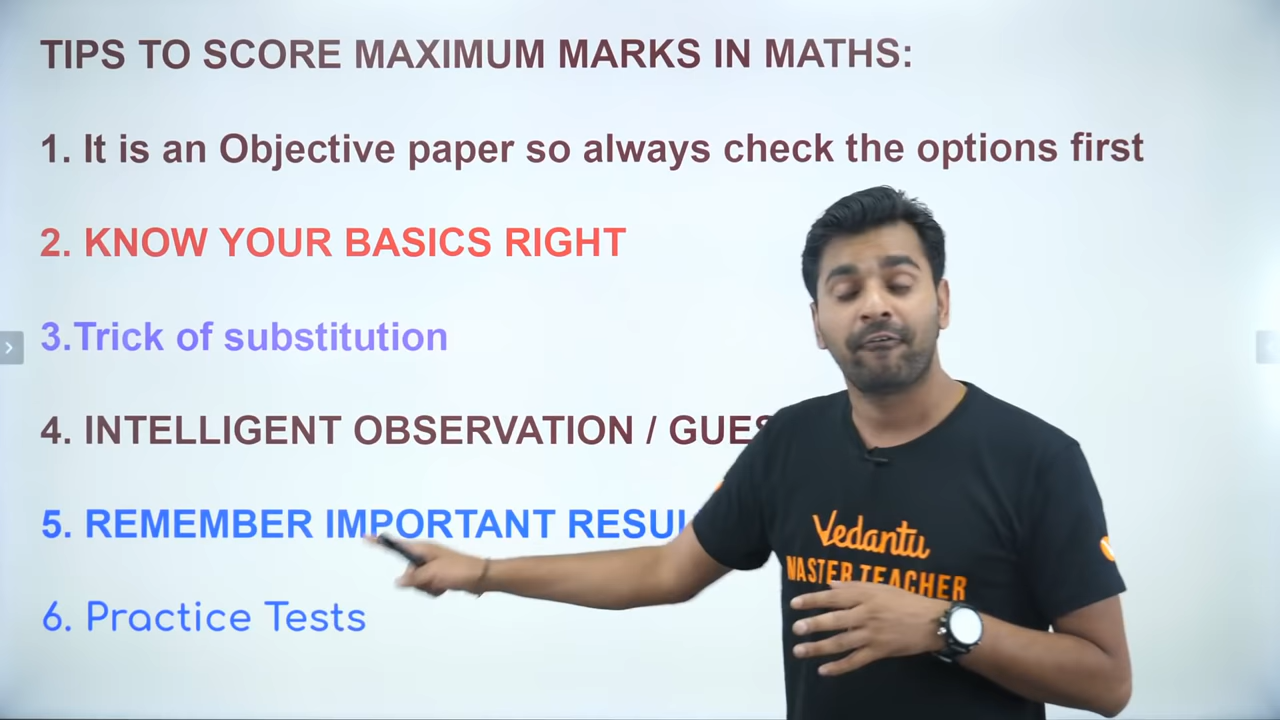 TIPS TO SCORE MAXIMUM MARKS IN MATHS:
1. It is an Objective paper so always check the options first
2. KNOW YOUR BASICS RIGHT
3.Trick of substitution
4. INTELLIGENT OBSERVATION / GUES
5. REMEMBER IMPORTANT RESUL
6. Practice Tests
Vedantu
MASTER TEACHER